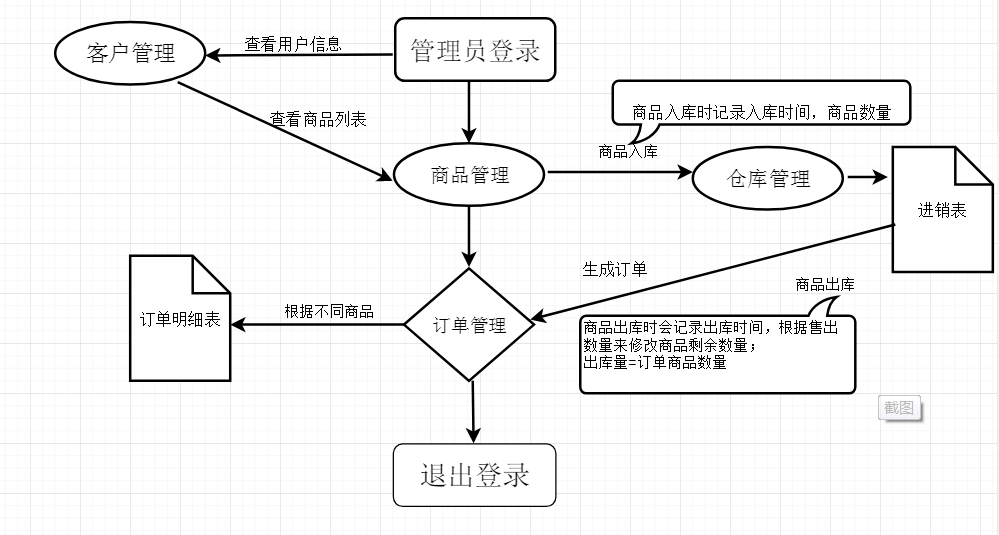 管理员登录
查看用户信息
客户管理
查看商品列表
商品入库时记录入库时间，商品数量
商品入库
商品管理
仓库管理
进销表
生成订单
商品出库
订单明细表
根据不同商品
订单管理
商品出库时会记录出库时间，根据售出
数量来修改商品剩余数量；
出库量=订单商品数量
截图
退出登录